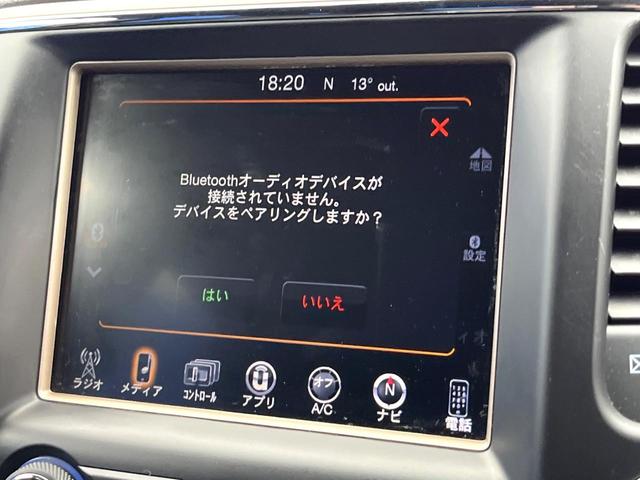 18:20 N 13° out.
地図
Bluetoothオーディオデバイスが
接続されていません。
デバイスをペアリングしますか？
設定
はい
いいえ
ラジオ
メディア
コントロール
アプリ
オフ
A/C
N
ナビ
電話